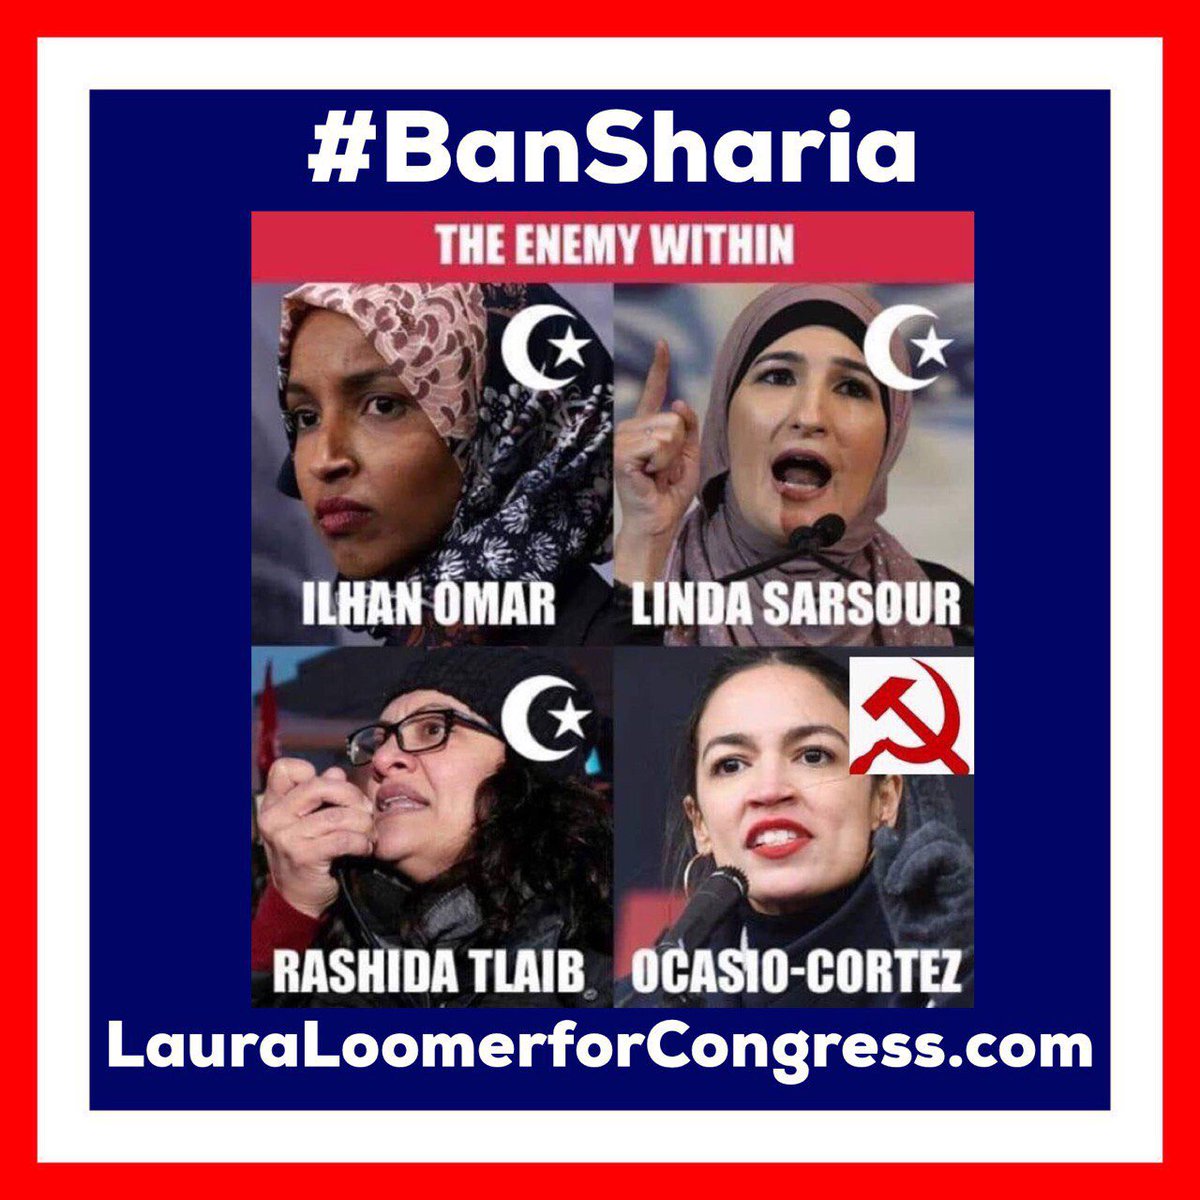 #BanSharia
THE ENEMY WITHIN
ILHAN OMAR
LINDA SARSOUR
RASHIDA TLAIB
OCASIO-CORTEZ
LauraLoomerforCongress.com